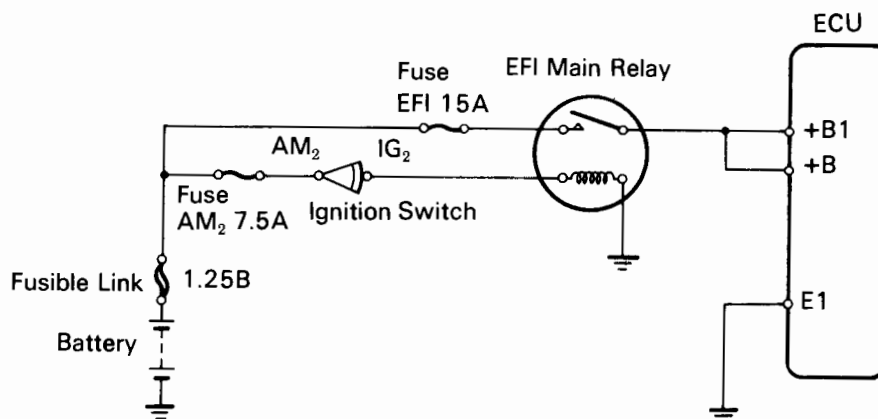 ECU
Fuse
EFI 15A
EFI Main Relay
+B1
+B
AM₂
IG₂
Fuse
AM₂ 7.5A
Ignition Switch
Fusible Link
1.25B
E1
Battery